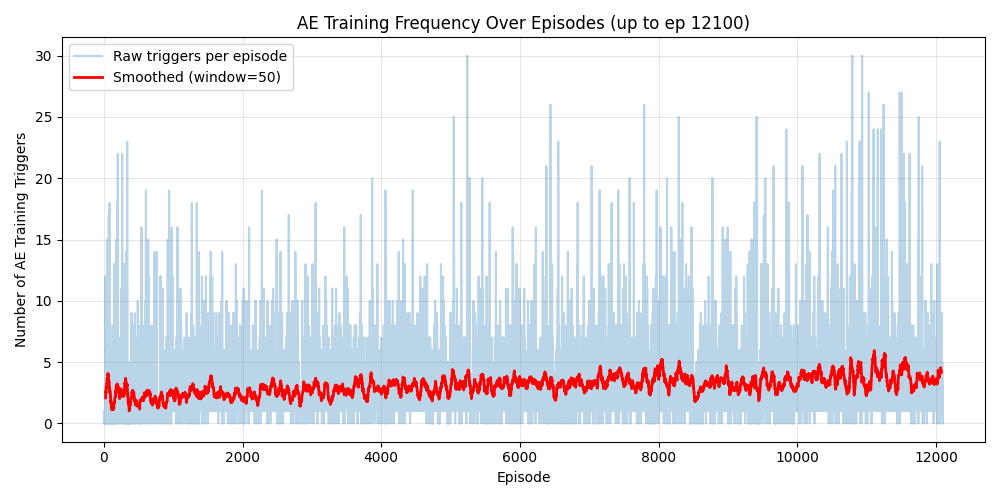 AE Training Frequency Over Episodes (up to ep 12100)
Raw triggers per episode
Smoothed (window=50)
Number of AE Training Triggers
30
25
20
15
10
5
0
0 2000 4000 6000 8000 10000 12000
Episode